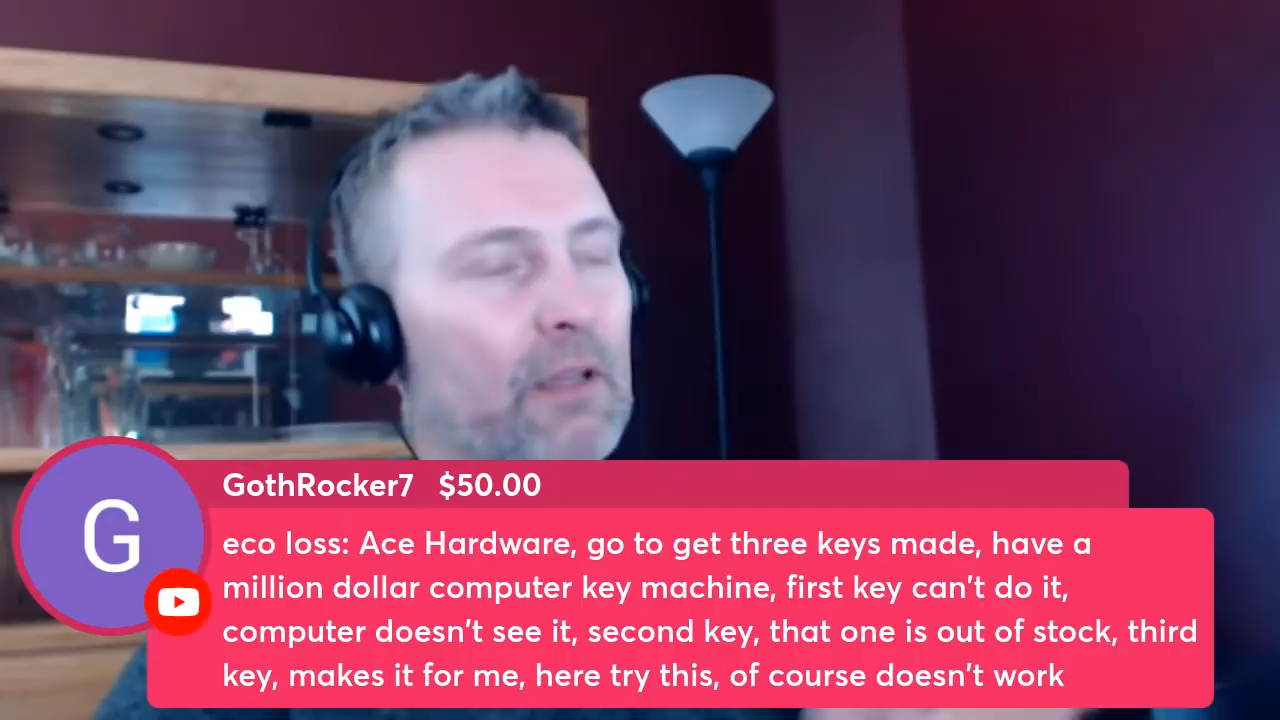 GothRocker7 $50.00
G
eco loss: Ace Hardware, go to get three keys made, have a
million dollar computer key machine, first key can't do it,
computer doesn't see it, second key, that one is out of stock, third
key, makes it for me, here try this, of course doesn't work